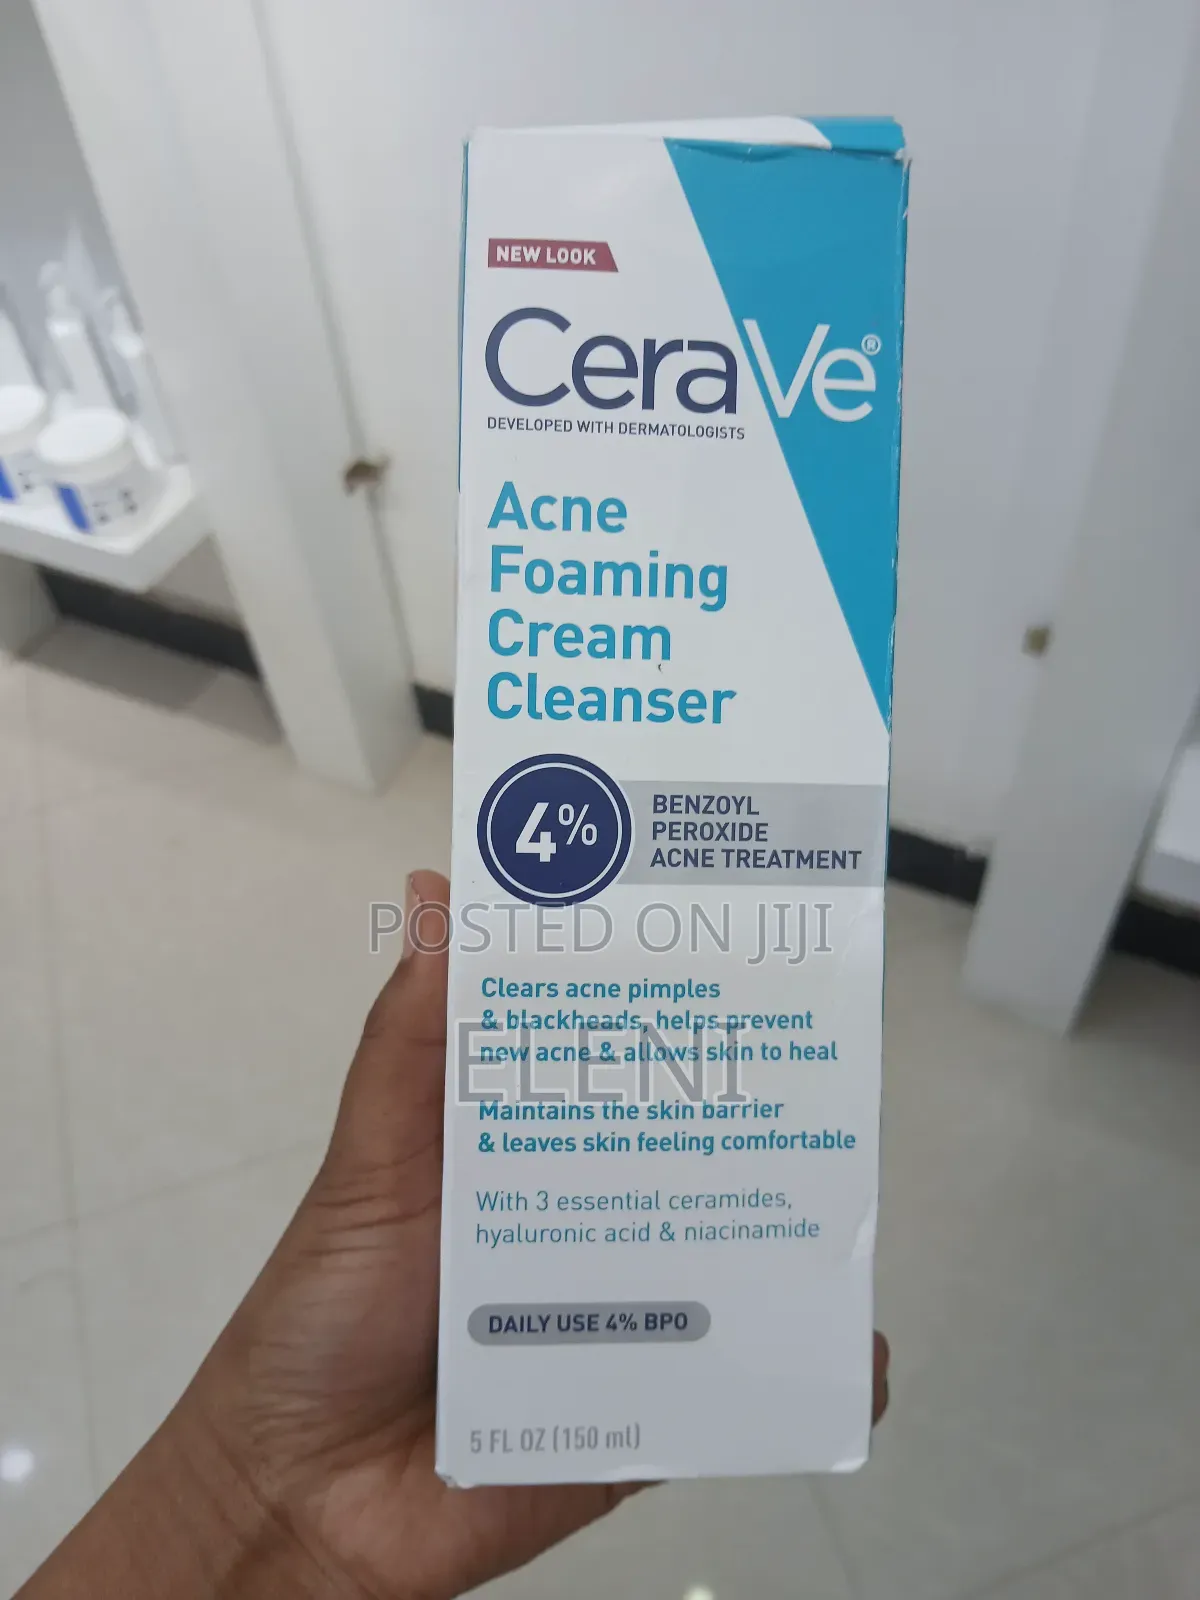 NEW LOOK
CeraVe®
DEVELOPED WITH DERMATOLOGISTS
Acne
Foaming
Cream
Cleanser
4%
BENZOYL
PEROXIDE
ACNE TREATMENT
POSTED ON JIJI
Clears acne pimples
& blackheads, helps prevent
new acne & allows skin to heal
ELENI
Maintains the skin barrier
& leaves skin feeling comfortable
With 3 essential ceramides,
hyaluronic acid & niacinamide
DAILY USE 4% BPO
5 FL OZ (150 ml)